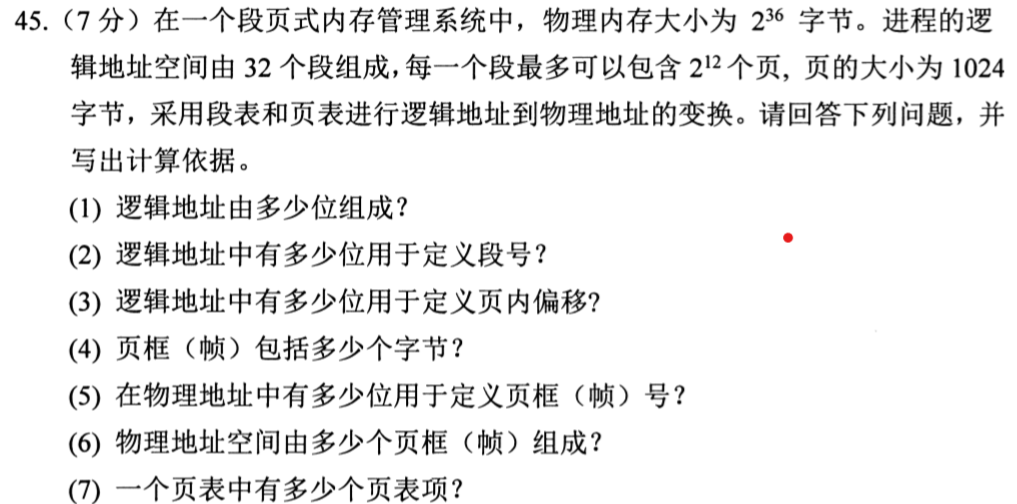 45.（7 分）在一个段页式内存管理系统中，物理内存大小为 2³⁶ 字节。进程的逻
辑地址空间由 32 个段组成，每一个段最多可以包含 2¹² 个页, 页的大小为 1024
字节，采用段表和页表进行逻辑地址到物理地址的变换。请回答下列问题，并
写出计算依据。
(1) 逻辑地址由多少位组成？
(2) 逻辑地址中有多少位用于定义段号？
(3) 逻辑地址中有多少位用于定义页内偏移?
(4) 页框（帧）包括多少个字节？
(5) 在物理地址中有多少位用于定义页框（帧）号？
(6) 物理地址空间由多少个页框（帧）组成？
(7) 一个页表中有多少个页表项？